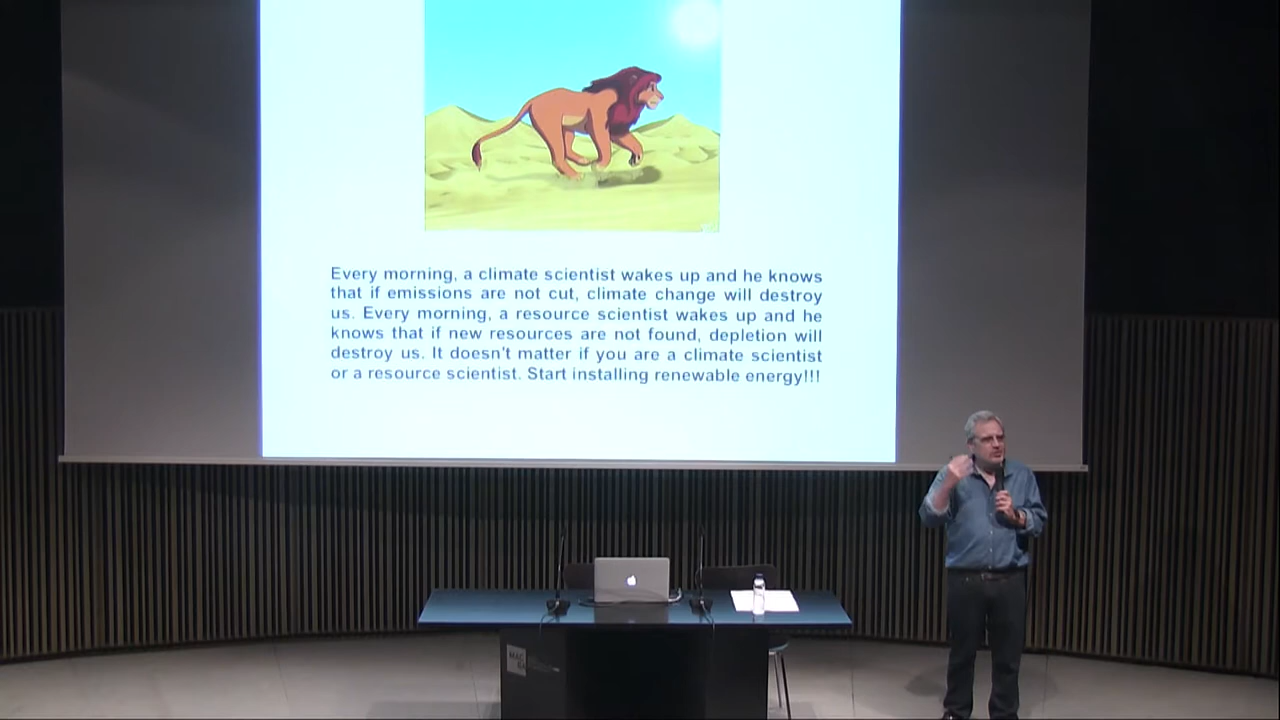 Every morning, a climate scientist wakes up and he knows
that if emissions are not cut, climate change will destroy
us. Every morning, a resource scientist wakes up and he
knows that if new resources are not found, depletion will
destroy us. It doesn't matter if you are a climate scientist
or a resource scientist. Start installing renewable energy!!!
MAC
BA